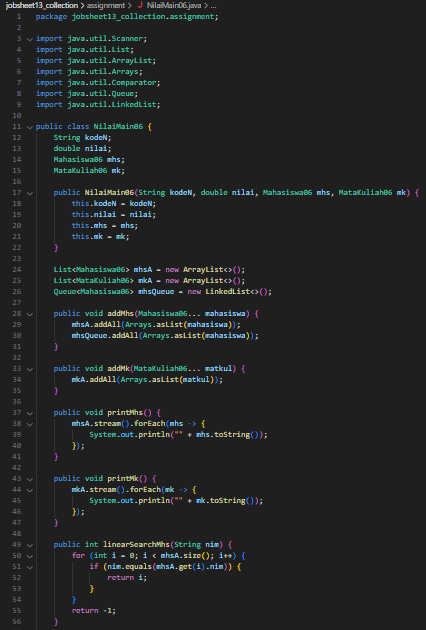 jobsheet13_collection > assignment > J NilaiMain06.java > ...
1 package jobsheet13_collection.assignment;
2
3 import java.util.Scanner;
4 import java.util.List;
5 import java.util.ArrayList;
6 import java.util.Arrays;
7 import java.util.Comparator;
8 import java.util.Queue;
9 import java.util.LinkedList;
10
11 public class NilaiMain06 {
12 String kodeN;
13 double nilai;
14 Mahasiswa06 mhs;
15 MataKuliah06 mk;
16
17 public NilaiMain06(String kodeN, double nilai, Mahasiswa06 mhs, MataKuliah06 mk) {
18 this.kodeN = kodeN;
19 this.nilai = nilai;
20 this.mhs = mhs;
21 this.mk = mk;
22 }
23
24 List<Mahasiswa06> mhsA = new ArrayList<>();
25 List<MataKuliah06> mkA = new ArrayList<>();
26 Queue<Mahasiswa06> mhsQueue = new LinkedList<>();
27
28 public void addMhs(Mahasiswa06... mahasiswa) {
29 mhsA.addAll(Arrays.asList(mahasiswa));
30 mhsQueue.addAll(Arrays.asList(mahasiswa));
31 }
32
33 public void addMk(MataKuliah06... matkul) {
34 mkA.addAll(Arrays.asList(matkul));
35 }
36
37 public void printMhs() {
38 mhsA.stream().forEach(mhs -> {
39 System.out.println("" + mhs.toString());
40 });
41 }
42
43 public void printMk() {
44 mkA.stream().forEach(mk -> {
45 System.out.println("" + mk.toString());
46 });
47 }
48
49 public int linearSearchMhs(String nim) {
50 for (int i = 0; i < mhsA.size(); i++) {
51 if (nim.equals(mhsA.get(i).nim)) {
52 return i;
53 }
54 }
55 return -1;
56 }